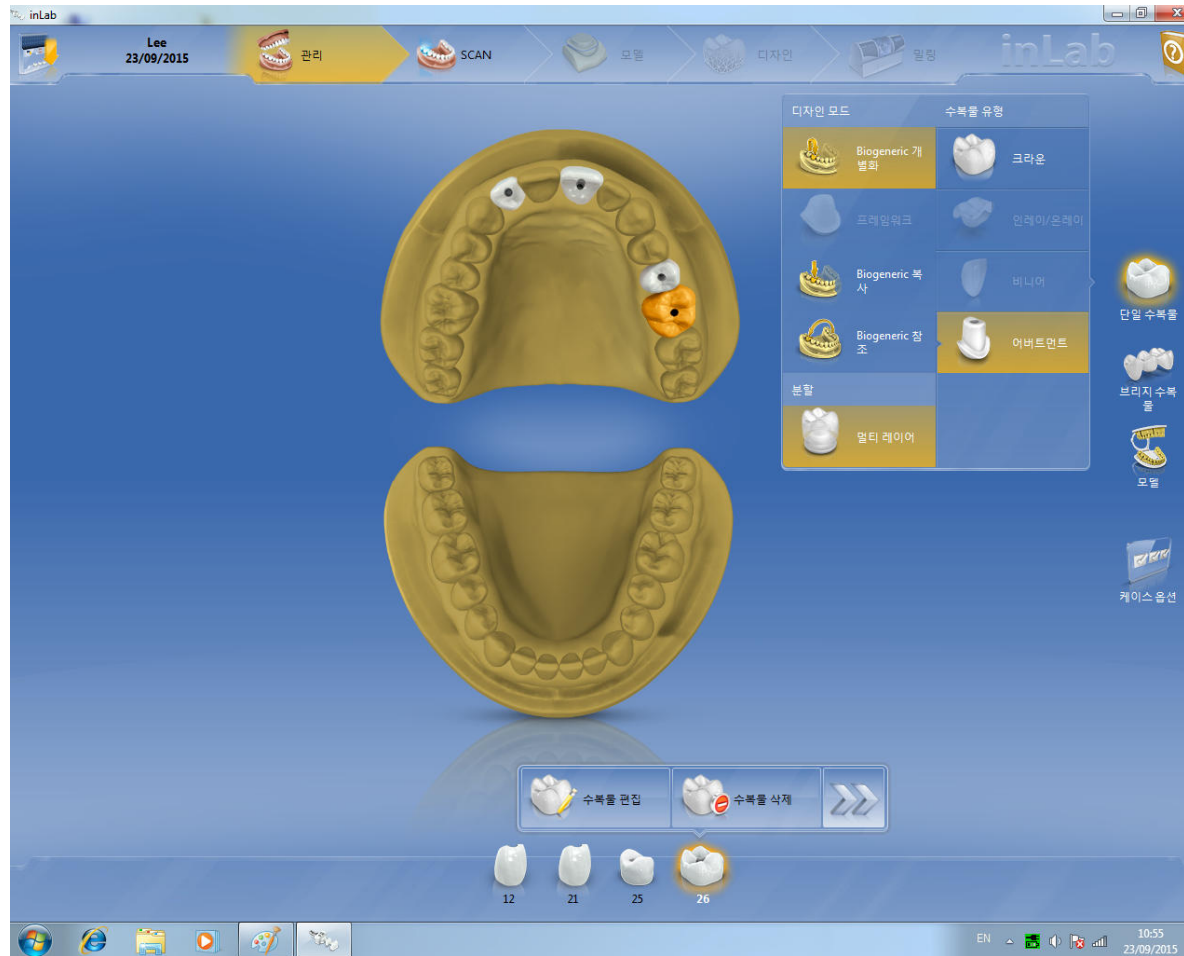 inLab
Lee
23/09/2015
관리
SCAN
모델
디자인
밀링
inLab
디자인 모드
수복물 유형
Biogeneric 개
별화
크라운
프레임워크
인레이/온레이
Biogeneric 복
사
비니어
Biogeneric 참
조
어버트먼트
분할
멀티 레이어
단일 수복물
브리지 수복
물
모델
케이스 옵션
수복물 편집
수복물 삭제
12
21
25
26
EN
10:55
23/09/2015